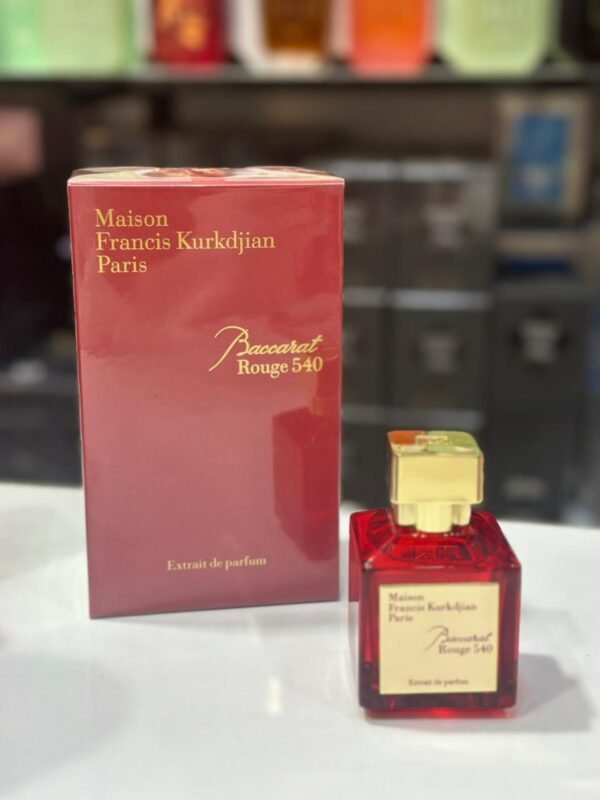 Maison
Francis Kurkdjian
Paris
Baccarat
Rouge 540
Extrait de parfum
Maison
Francis Kurkdjian
Paris
Baccarat
Rouge 540
Extrait de parfum